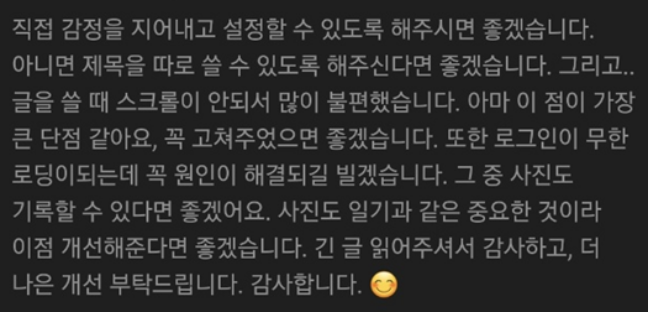 직접 감정을 지어내고 설정할 수 있도록 해주시면 좋겠습니다.
아니면 제목을 따로 쓸 수 있도록 해주신다면 좋겠습니다. 그리고..
글을 쓸 때 스크롤이 안되서 많이 불편했습니다. 아마 이 점이 가장
큰 단점 같아요, 꼭 고쳐주었으면 좋겠습니다. 또한 로그인이 무한
로딩이되는데 꼭 원인이 해결되길 빌겠습니다. 그 중 사진도
기록할 수 있다면 좋겠어요. 사진도 일기과 같은 중요한 것이라
이점 개선해준다면 좋겠습니다. 긴 글 읽어주셔서 감사하고, 더
나은 개선 부탁드립니다. 감사합니다. 😊